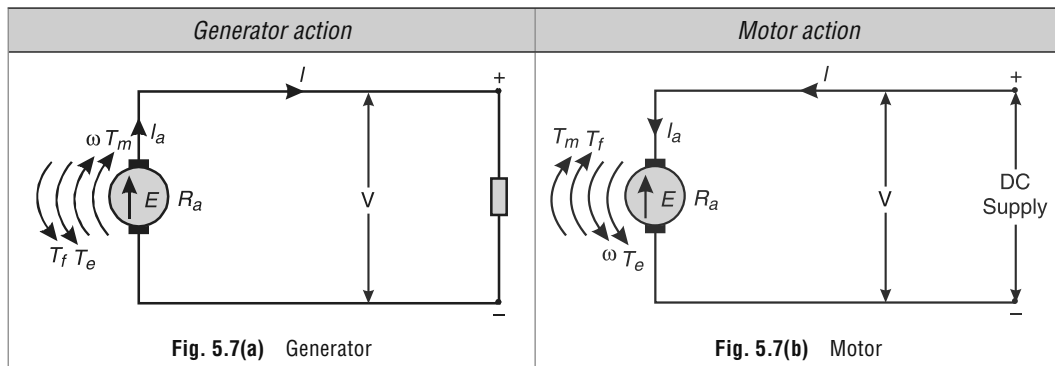 Generator action
Motor action
I
+
I_a
ω T_m
E
R_a
V
T_f T_e
–
Fig. 5.7(a) Generator
I
+
I_a
T_m T_f
E
R_a
V
DC
Supply
ω T_e
–
Fig. 5.7(b) Motor